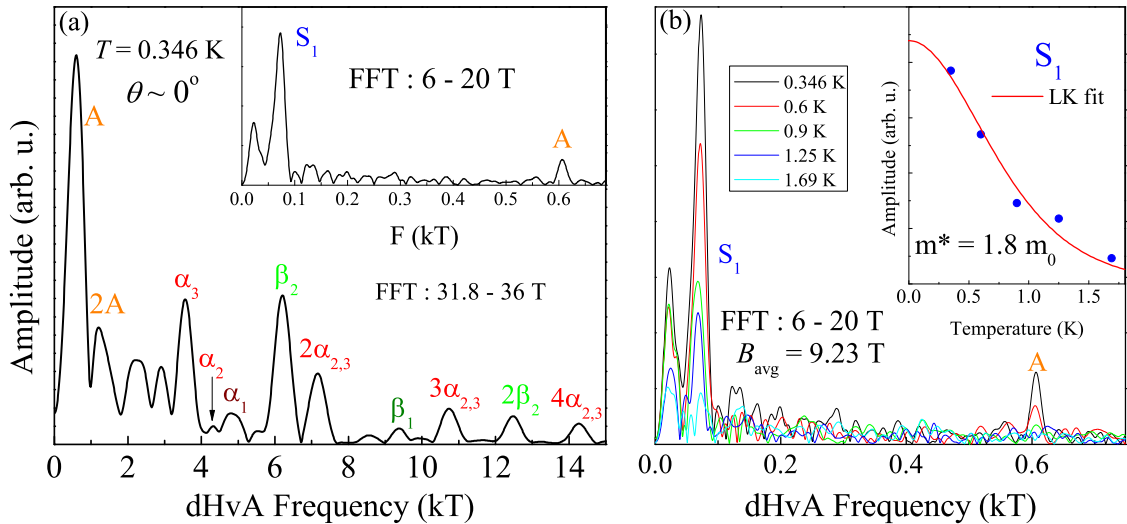 (a)
T = 0.346 K
θ ~ 0°
A
2A
α₃
α₂
α₁
β₂
2α₂,₃
β₁
3α₂,₃
2β₂
4α₂,₃
FFT : 31.8 - 36 T
Amplitude (arb. u.)
0 2 4 6 8 10 12 14
dHvA Frequency (kT)
S₁
FFT : 6 - 20 T
A
0.0 0.1 0.2 0.3 0.4 0.5 0.6
F (kT)
(b)
0.346 K
0.6 K
0.9 K
1.25 K
1.69 K
S₁
FFT : 6 - 20 T
Bavg = 9.23 T
A
0.0 0.2 0.4 0.6
dHvA Frequency (kT)
S₁
LK fit
m* = 1.8 m₀
Amplitude (arb. u.)
0.0 0.5 1.0 1.5
Temperature (K)